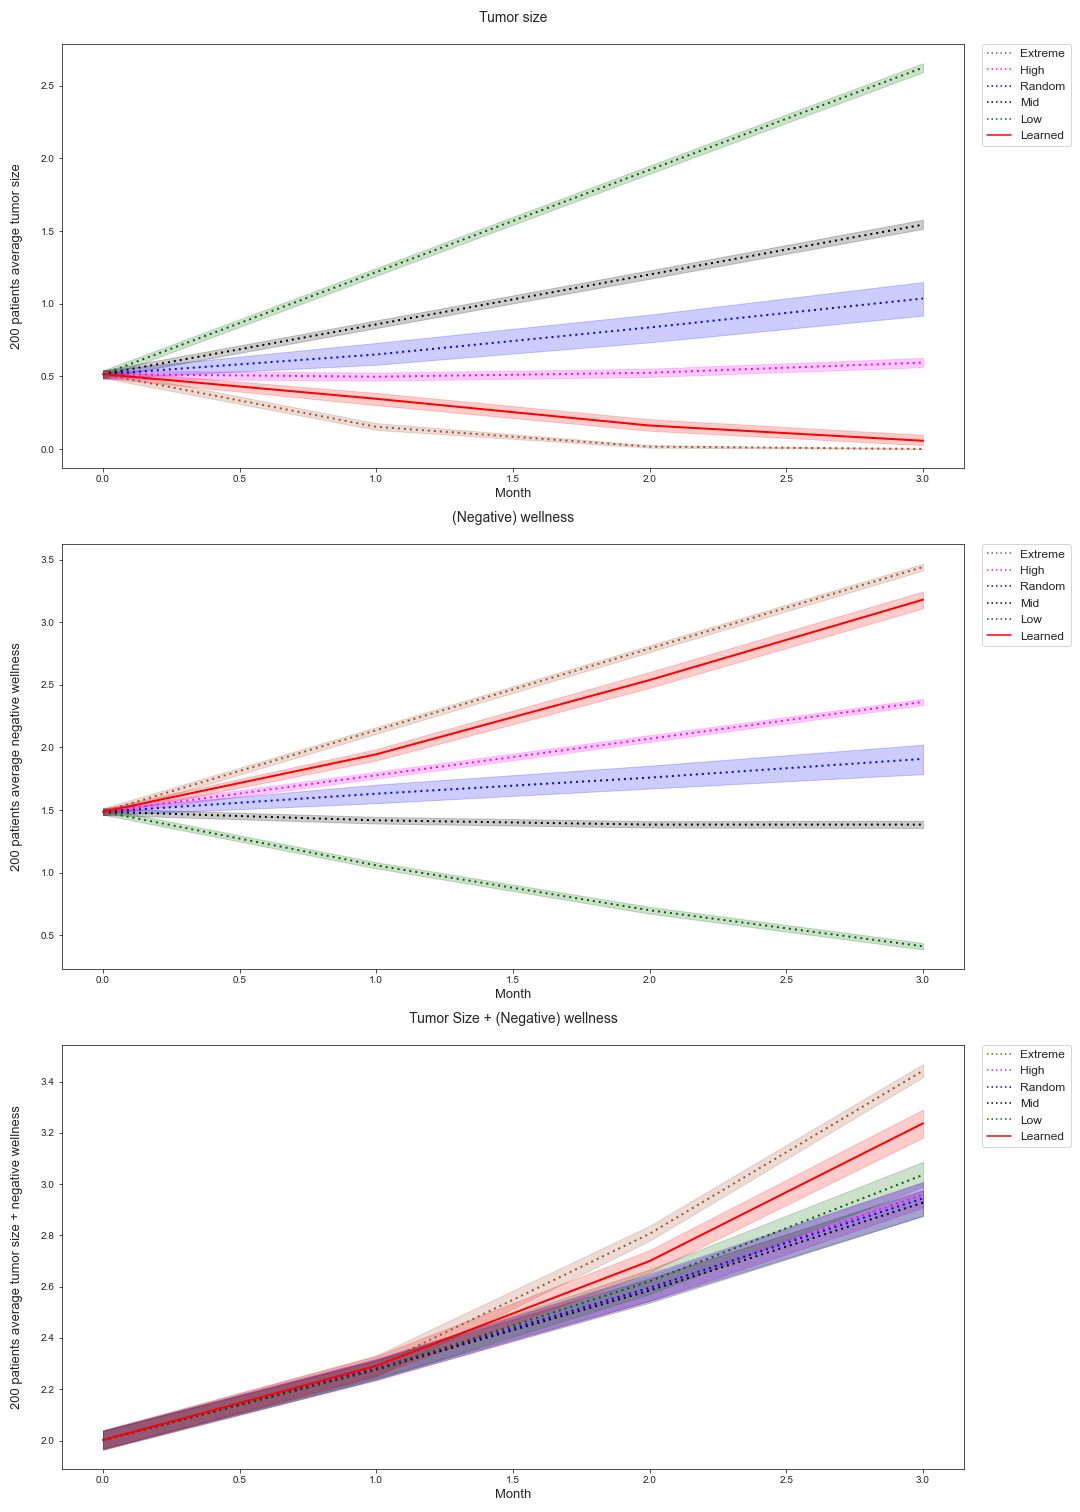 Tumor size
Extreme
High
Random
Mid
Low
Learned
200 patients average tumor size
2.5
2.0
1.5
1.0
0.5
0.0
0.0 0.5 1.0 1.5 2.0 2.5 3.0
Month
(Negative) wellness
Extreme
High
Random
Mid
Low
Learned
200 patients average negative wellness
3.5
3.0
2.5
2.0
1.5
1.0
0.5
0.0 0.5 1.0 1.5 2.0 2.5 3.0
Month
Tumor Size + (Negative) wellness
Extreme
High
Random
Mid
Low
Learned
200 patients average tumor size + negative wellness
3.4
3.2
3.0
2.8
2.6
2.4
2.2
2.0
0.0 0.5 1.0 1.5 2.0 2.5 3.0
Month